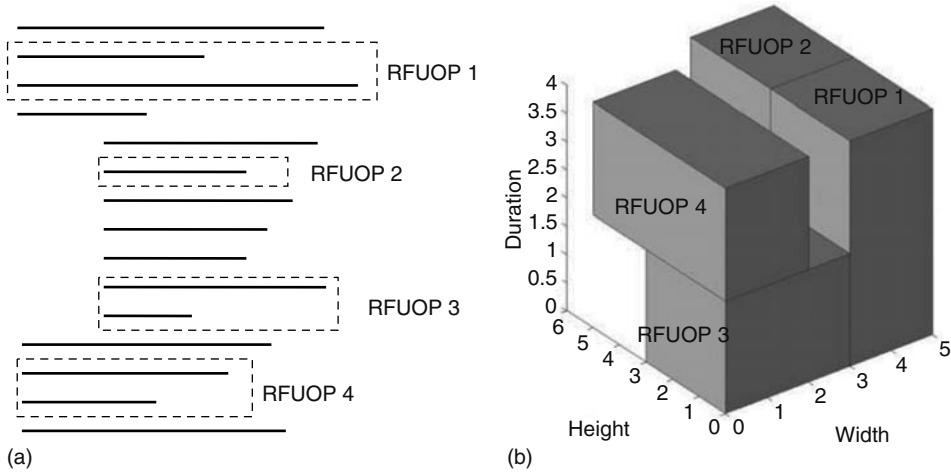 RFUOP 1
RFUOP 2
RFUOP 3
RFUOP 4
(a)
RFUOP 2
RFUOP 1
RFUOP 4
RFUOP 3
Duration
4
3.5
3
2.5
2
1.5
1
0.5
0
6
5
4
3
2
1
0
Height
0
1
2
3
4
5
Width
(b)